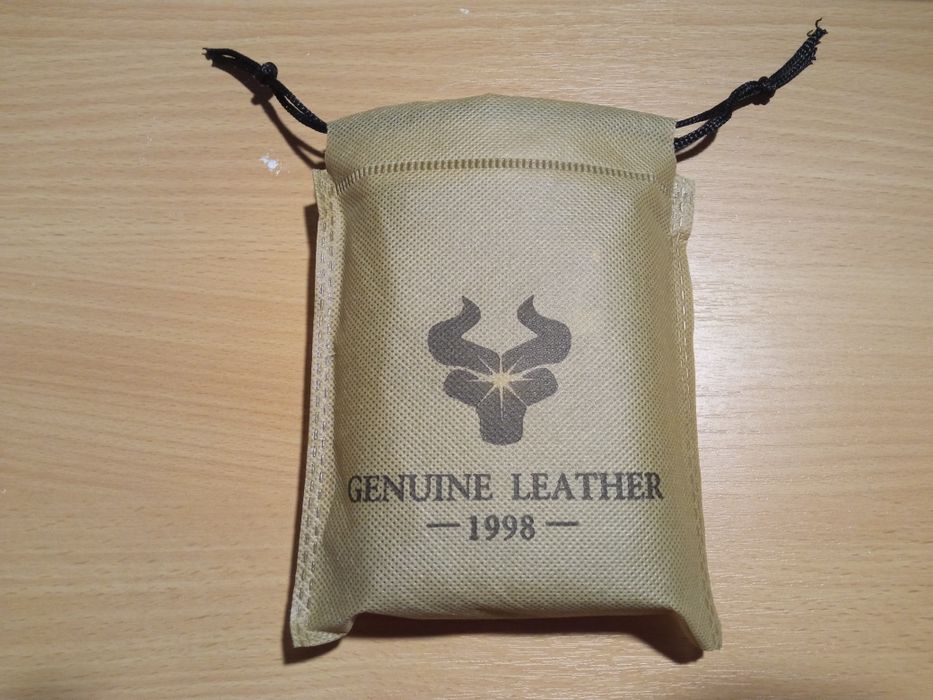 GENUINE LEATHER
— 1998 —